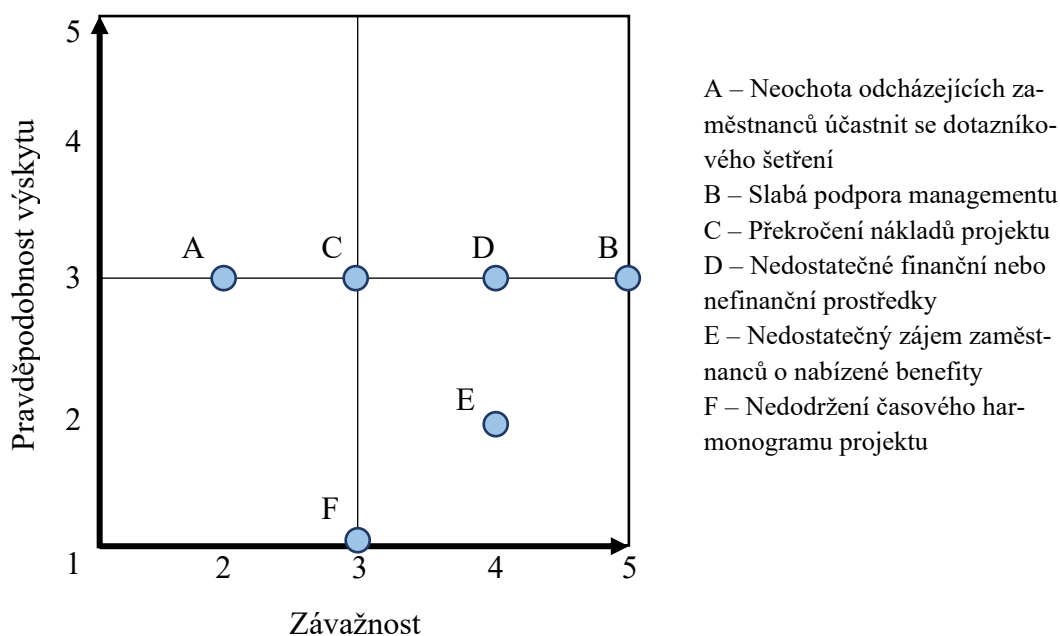 5
4
3
2
1
Pravděpodobnost výskytu
A
C
D
B
E
F
2
3
4
5
Závažnost
A – Neochota odcházejících za-
městnanců účastnit se dotazníko-
vého šetření
B – Slabá podpora managementu
C – Překročení nákladů projektu
D – Nedostatečné finanční nebo
nefinanční prostředky
E – Nedostatečný zájem zaměst-
nanců o nabízené benefity
F – Nedodržení časového har-
monogramu projektu